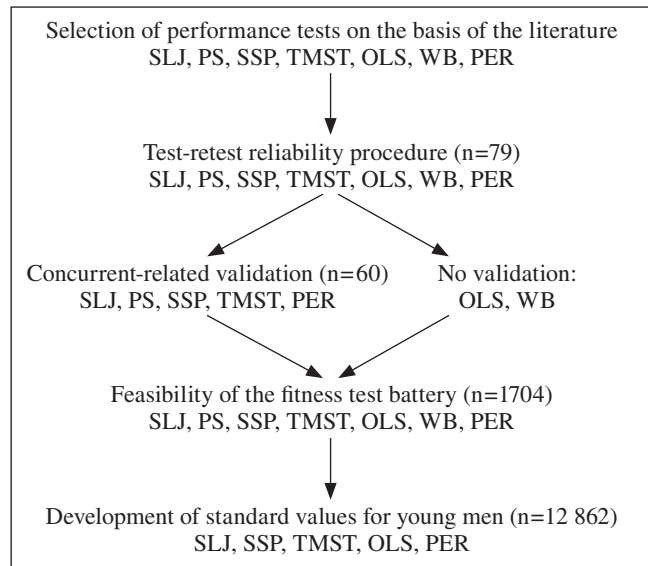 Selection of performance tests on the basis of the literature
SLJ, PS, SSP, TMST, OLS, WB, PER
Test-retest reliability procedure (n=79)
SLJ, PS, SSP, TMST, OLS, WB, PER
Concurrent-related validation (n=60)
SLJ, PS, SSP, TMST, PER
No validation:
OLS, WB
Feasibility of the fitness test battery (n=1704)
SLJ, PS, SSP, TMST, OLS, WB, PER
Development of standard values for young men (n=12 862)
SLJ, SSP, TMST, OLS, PER